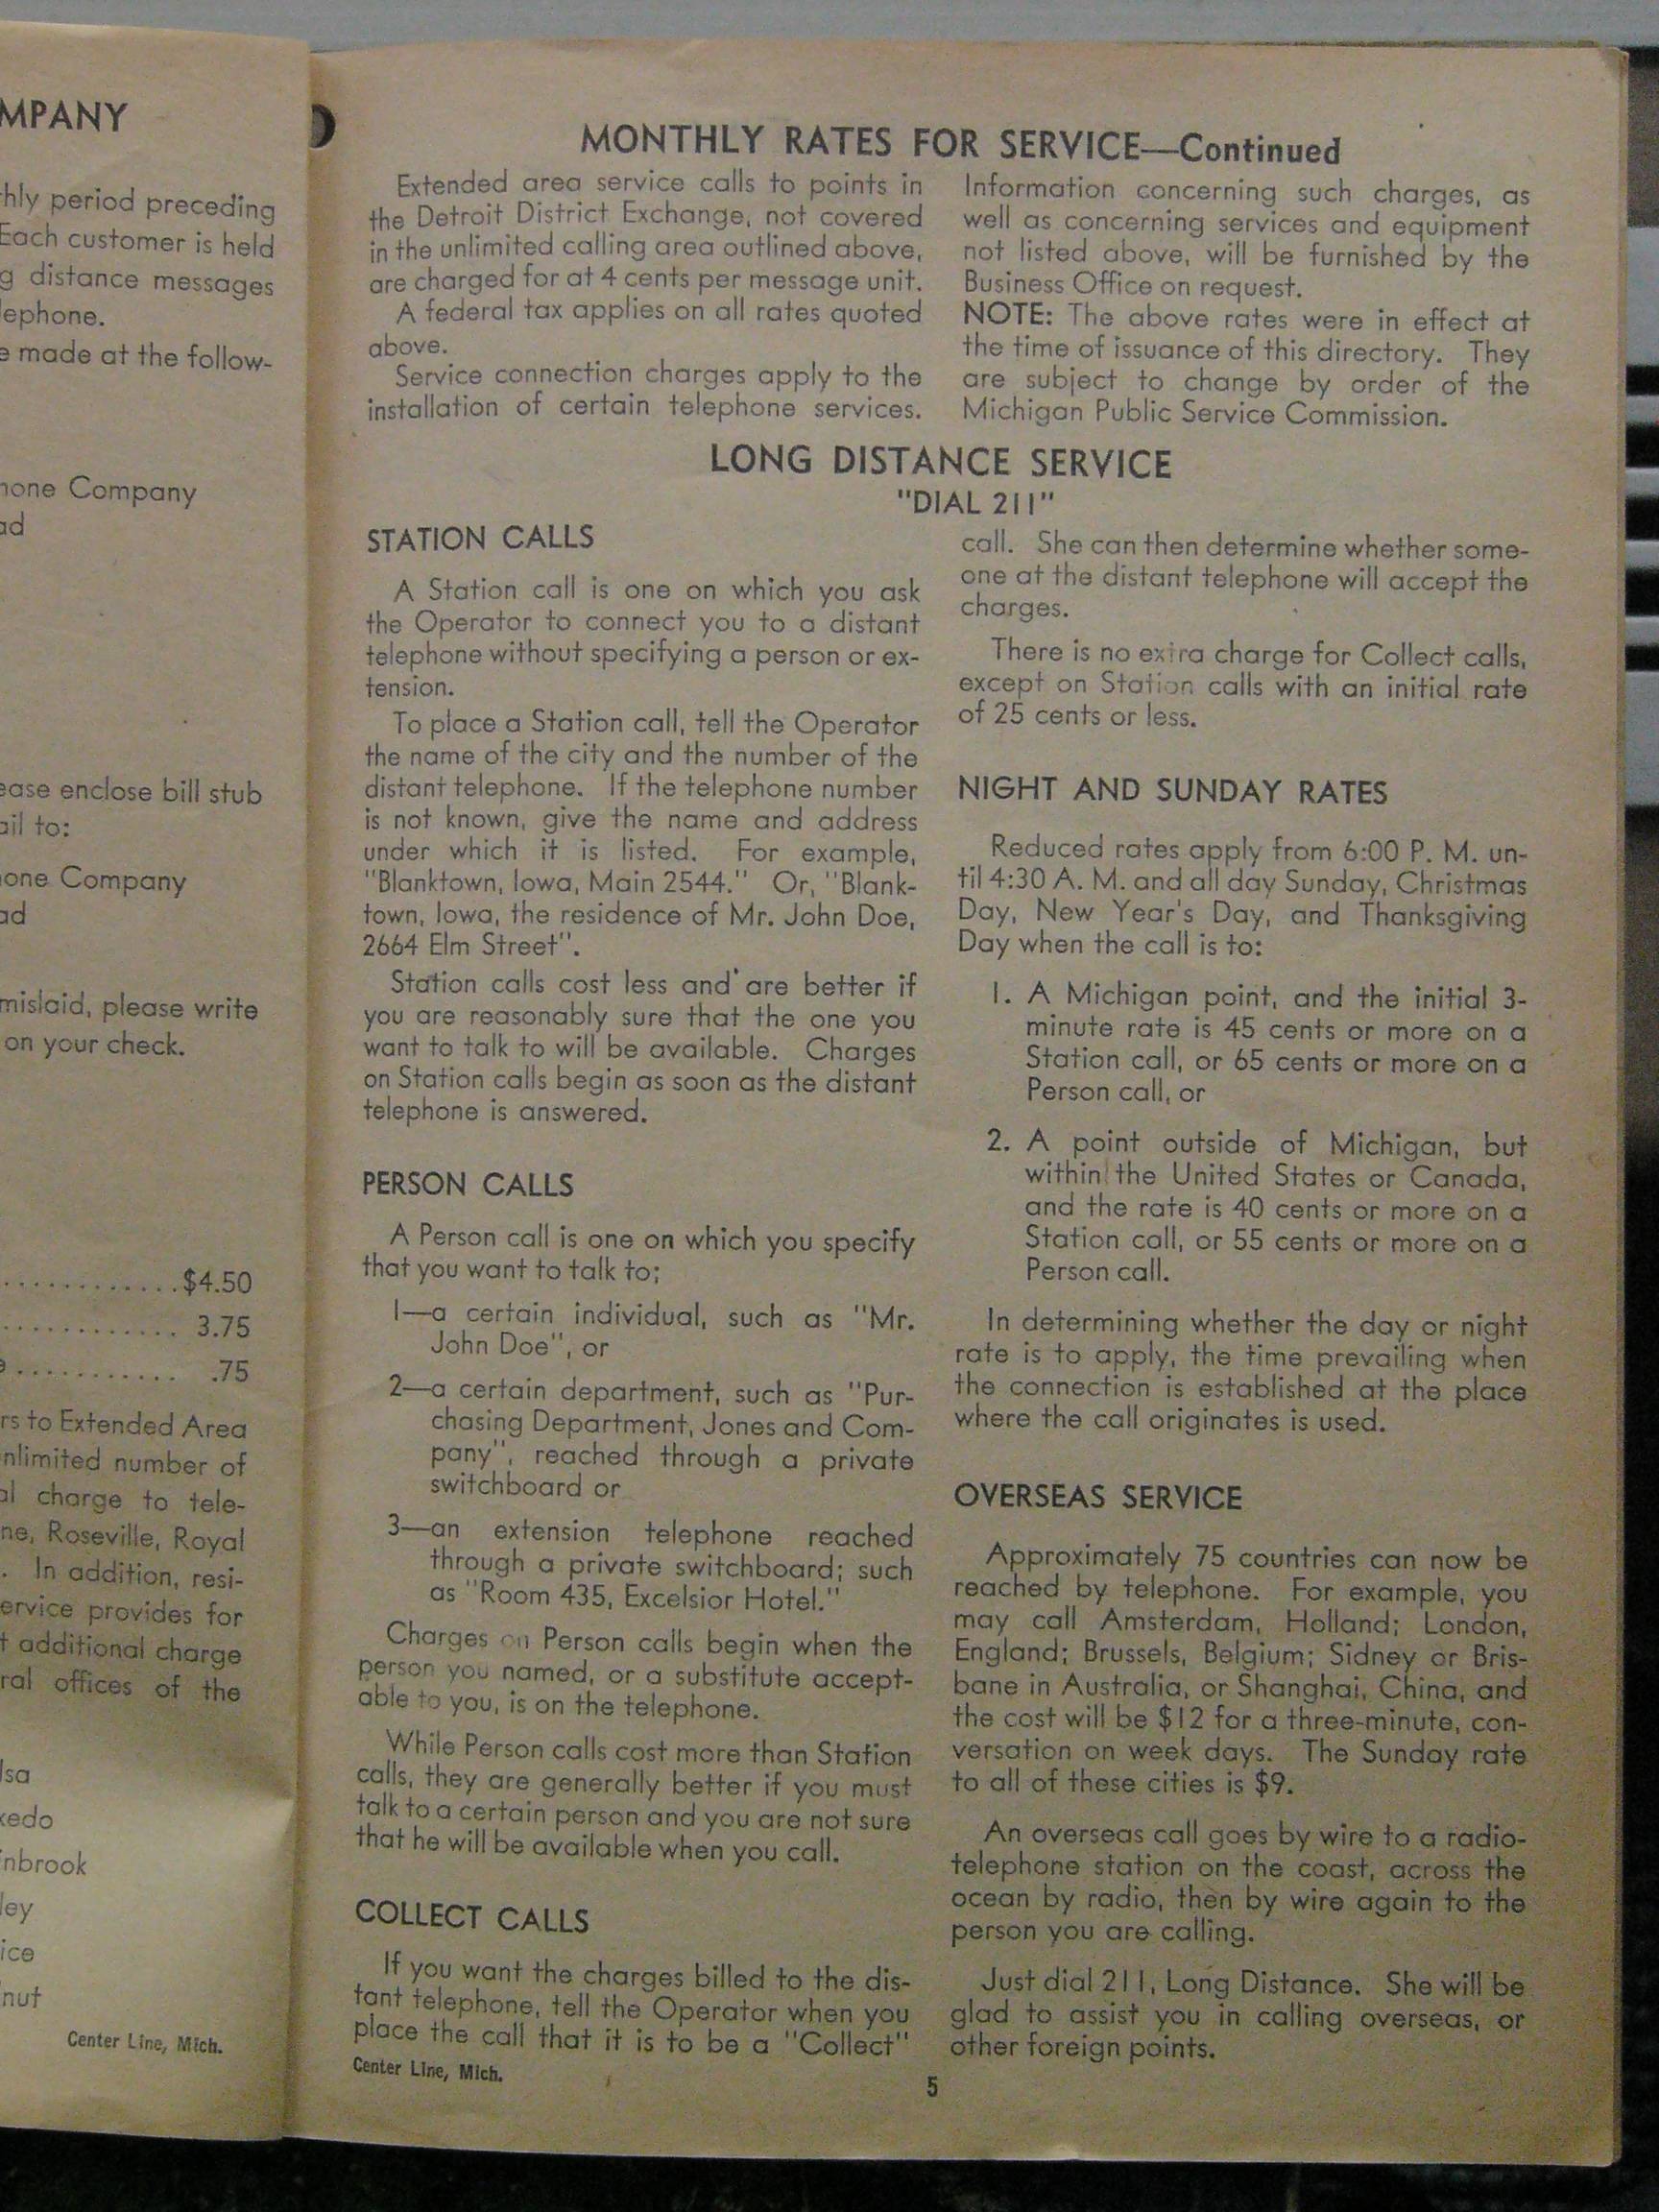 MPANY
hly period preceding
Each customer is held
g distance messages
lephone.
e made at the follow-
hone Company
ad
ease enclose bill stub
ail to:
one Company
ad
mislaid, please write
on your check.
............$4.50
............ 3.75
e ........... .75
rs to Extended Area
nlimited number of
al charge to tele-
ne, Roseville, Royal
. In addition, resi-
ervice provides for
t additional charge
ral offices of the
lsa
xedo
nbrook
ley
ice
nut
Center Line, Mich.
MONTHLY RATES FOR SERVICE—Continued
Extended area service calls to points in
the Detroit District Exchange, not covered
in the unlimited calling area outlined above,
are charged for at 4 cents per message unit.
A federal tax applies on all rates quoted
above.
Service connection charges apply to the
installation of certain telephone services.
Information concerning such charges, as
well as concerning services and equipment
not listed above, will be furnished by the
Business Office on request.
NOTE: The above rates were in effect at
the time of issuance of this directory. They
are subject to change by order of the
Michigan Public Service Commission.
LONG DISTANCE SERVICE
"DIAL 211"
STATION CALLS
A Station call is one on which you ask
the Operator to connect you to a distant
telephone without specifying a person or ex-
tension.
To place a Station call, tell the Operator
the name of the city and the number of the
distant telephone. If the telephone number
is not known, give the name and address
under which it is listed. For example,
"Blanktown, Iowa, Main 2544." Or, "Blank-
town, Iowa, the residence of Mr. John Doe,
2664 Elm Street".
Station calls cost less and are better if
you are reasonably sure that the one you
want to talk to will be available. Charges
on Station calls begin as soon as the distant
telephone is answered.
PERSON CALLS
A Person call is one on which you specify
that you want to talk to;
1—a certain individual, such as "Mr.
John Doe", or
2—a certain department, such as "Pur-
chasing Department, Jones and Com-
pany", reached through a private
switchboard or
3—an extension telephone reached
through a private switchboard; such
as "Room 435, Excelsior Hotel."
Charges on Person calls begin when the
person you named, or a substitute accept-
able to you, is on the telephone.
While Person calls cost more than Station
calls, they are generally better if you must
talk to a certain person and you are not sure
that he will be available when you call.
COLLECT CALLS
If you want the charges billed to the dis-
tant telephone, tell the Operator when you
place the call that it is to be a "Collect"
call. She can then determine whether some-
one at the distant telephone will accept the
charges.
There is no extra charge for Collect calls,
except on Station calls with an initial rate
of 25 cents or less.
NIGHT AND SUNDAY RATES
Reduced rates apply from 6:00 P. M. un-
til 4:30 A. M. and all day Sunday, Christmas
Day, New Year's Day, and Thanksgiving
Day when the call is to:
1. A Michigan point, and the initial 3-
minute rate is 45 cents or more on a
Station call, or 65 cents or more on a
Person call, or
2. A point outside of Michigan, but
within the United States or Canada,
and the rate is 40 cents or more on a
Station call, or 55 cents or more on a
Person call.
In determining whether the day or night
rate is to apply, the time prevailing when
the connection is established at the place
where the call originates is used.
OVERSEAS SERVICE
Approximately 75 countries can now be
reached by telephone. For example, you
may call Amsterdam, Holland; London,
England; Brussels, Belgium; Sidney or Bris-
bane in Australia, or Shanghai, China, and
the cost will be $12 for a three-minute, con-
versation on week days. The Sunday rate
to all of these cities is $9.
An overseas call goes by wire to a radio-
telephone station on the coast, across the
ocean by radio, then by wire again to the
person you are calling.
Just dial 211, Long Distance. She will be
glad to assist you in calling overseas, or
other foreign points.
Center Line, Mich.
5